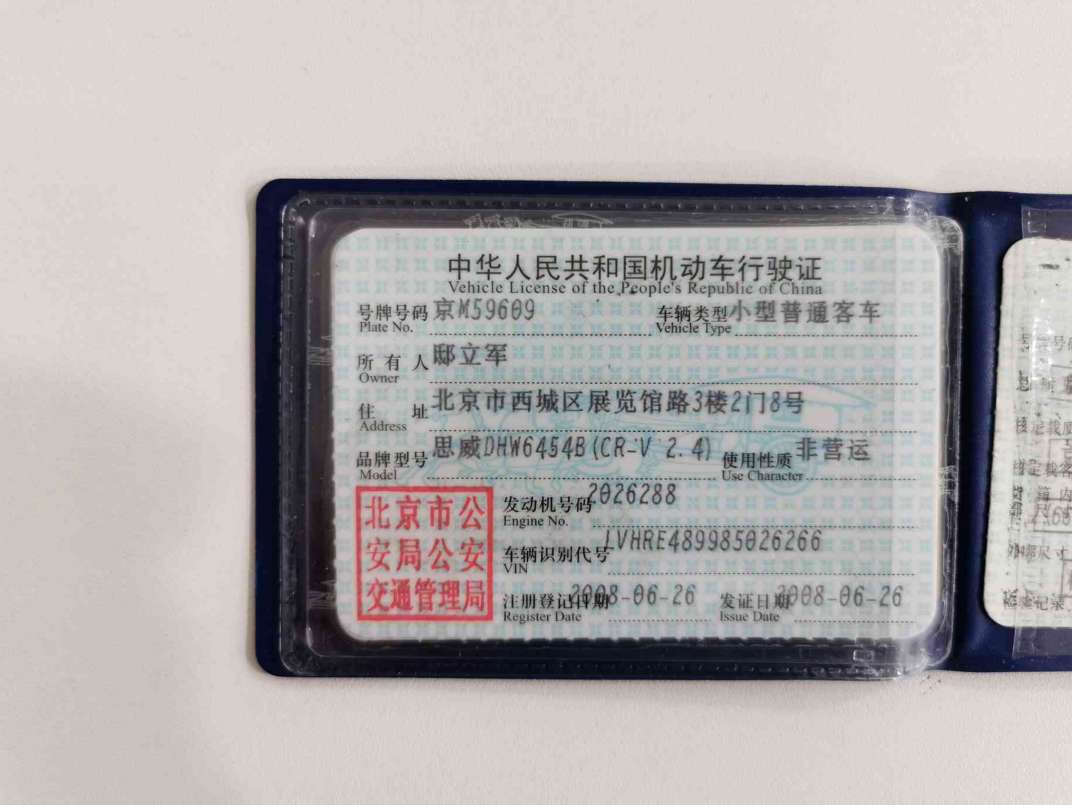 中华人民共和国机动车行驶证
Vehicle License of the People's Republic of China
号牌号码 京M59609 车辆类型 小型普通客车
Plate No. Vehicle Type
所有人 邸立军
Owner
住址 北京市西城区展览馆路3楼2门8号
Address
品牌型号 思威DHW6454B(CR-V 2.4) 使用性质 非营运
Model Use Character
北京市公
安局公安
交通管理局
发动机号码 2026288
Engine No.
车辆识别代号 LVHRE489985026266
VIN
注册登记日期 2008-06-26 发证日期 2008-06-26
Register Date Issue Date